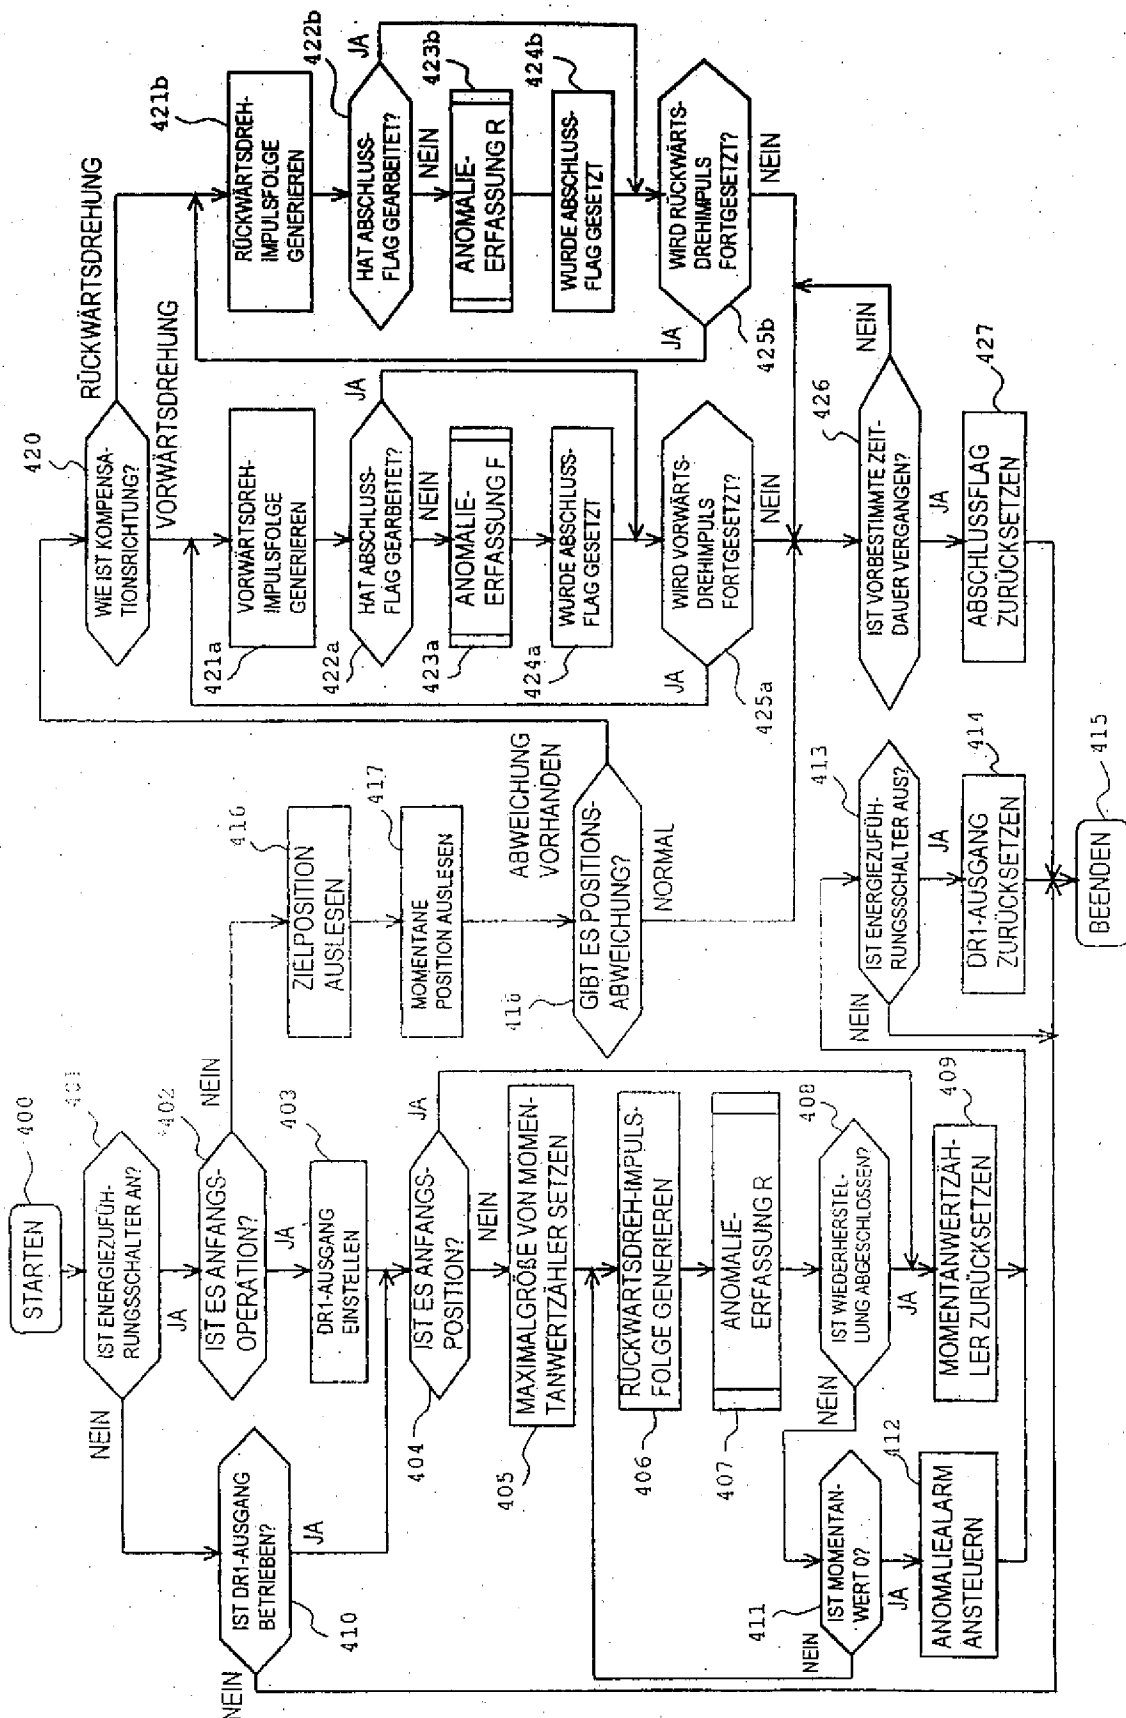 STARTEN
400
IST ES ENERGIEZUFÜH-
RUNGSSCHALTER AN?
401
JA
NEIN
IST ES ANFANGS-
OPERATION?
402
NEIN
JA
DR1-AUSGANG
EINSTELLEN
403
IST ES ANFANGS-
POSITION?
404
JA
NEIN
MAXIMALGRÖßE VON MOMEN-
TANWERTZÄHLER SETZEN
405
RÜCKWÄRTSDREH-IMPULS-
FOLGE GENERIEREN
406
ANOMALIE-
ERFASSUNG R
407
IST WIEDERHERSTEL-
LUNG ABGESCHLOSSEN?
408
NEIN
JA
MOMENTANWERTZÄH-
LER ZURÜCKSETZEN
409
IST DR1-AUSGANG
BETRIEBEN?
410
JA
NEIN
IST MOMENTAN-
WERT 0?
411
NEIN
JA
ANOMALIEALARM
ANSTEUERN
412
IST ENERGIEZUFÜH-
RUNGSSCHALTER AUS?
413
NEIN
JA
DR1-AUSGANG
ZURÜCKSETZEN
414
BEENDEN
415
ZIELPOSITION
AUSLESEN
416
MOMENTANE
POSITION AUSLESEN
417
GIBT ES POSITIONS-
ABWEICHUNG?
418
ABWEICHUNG
VORHANDEN
NORMAL
WIE IST KOMPENSA-
TIONSRICHTUNG?
420
RÜCKWÄRTSDREHUNG
VORWÄRTSDREHUNG
VORWÄRTSDREH-
IMPULSFOLGE
GENERIEREN
421a
HAT ABSCHLUSS-
FLAG GEARBEITET?
422a
JA
NEIN
ANOMALIE-
ERFASSUNG F
423a
WURDE ABSCHLUSS-
FLAG GESETZT
424a
WIRD VORWÄRTS-
DREHIMPULS
FORTGESETZT?
425a
JA
NEIN
RÜCKWÄRTSDREH-
IMPULSFOLGE
GENERIEREN
421b
HAT ABSCHLUSS-
FLAG GEARBEITET?
422b
JA
NEIN
ANOMALIE-
ERFASSUNG R
423b
WURDE ABSCHLUSS-
FLAG GESETZT
424b
WIRD RÜCKWÄRTS-
DREHIMPULS
FORTGESETZT?
425b
JA
NEIN
IST VORBESTIMMTE ZEIT-
DAUER VERGANGEN?
426
NEIN
JA
ABSCHLUSSFLAG
ZURÜCKSETZEN
427